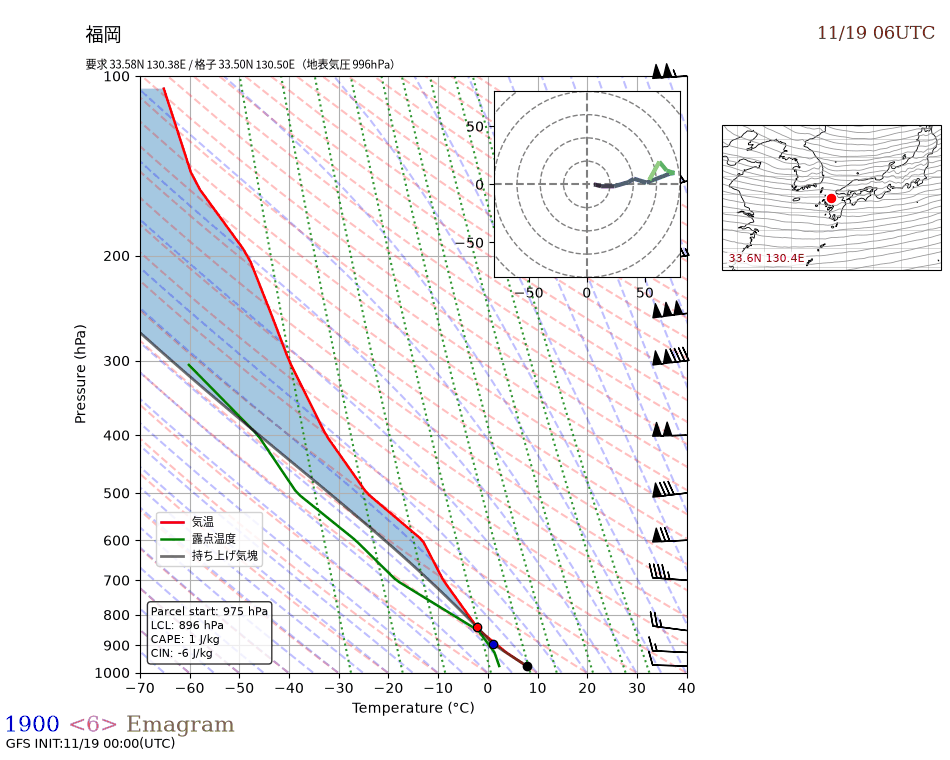 福岡
11/19 06UTC
要求 33.58N 130.38E / 格子 33.50N 130.50E（地表気圧 996hPa）
100
200
300
400
500
600
700
800
900
1000
Pressure (hPa)
50
0
−50
−50 0 50
33.6N 130.4E
気温
露点温度
持ち上げ気塊
Parcel start: 975 hPa
LCL: 896 hPa
CAPE: 1 J/kg
CIN: -6 J/kg
−70 −60 −50 −40 −30 −20 −10 0 10 20 30 40
Temperature (°C)
1900 <6> Emagram
GFS INIT:11/19 00:00(UTC)